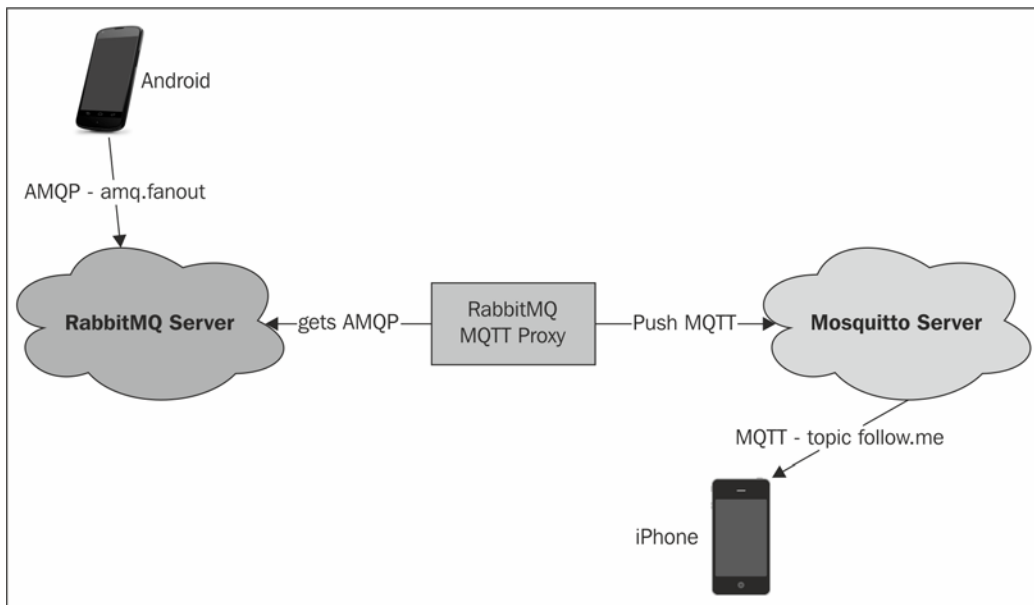 Android
AMQP - amq.fanout
RabbitMQ Server
gets AMQP
RabbitMQ
MQTT Proxy
Push MQTT
Mosquitto Server
MQTT - topic follow.me
iPhone